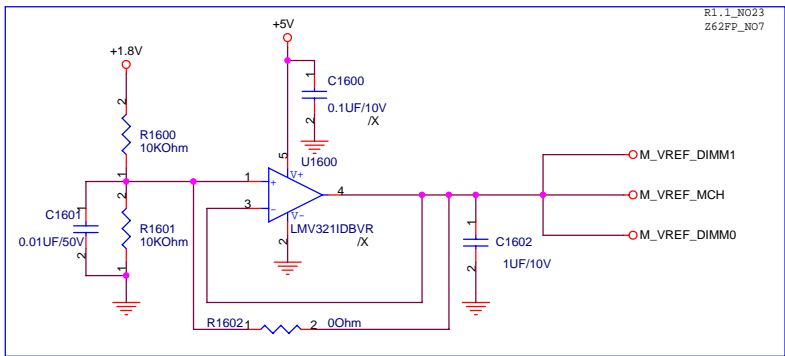 R1.1_NO23
Z62FP_NO7
+5V
+1.8V
1
C1600
0.1UF/10V
2
/X
2
R1600
10KOhm
1
5
U1600
V+
1
+
4
3
−
V-
2
LMV321IDBVR
/X
1
C1601
0.01UF/50V
2
2
R1601
10KOhm
1
M_VREF_DIMM1
M_VREF_MCH
M_VREF_DIMM0
1
C1602
2
1UF/10V
R1602
1
2
0Ohm